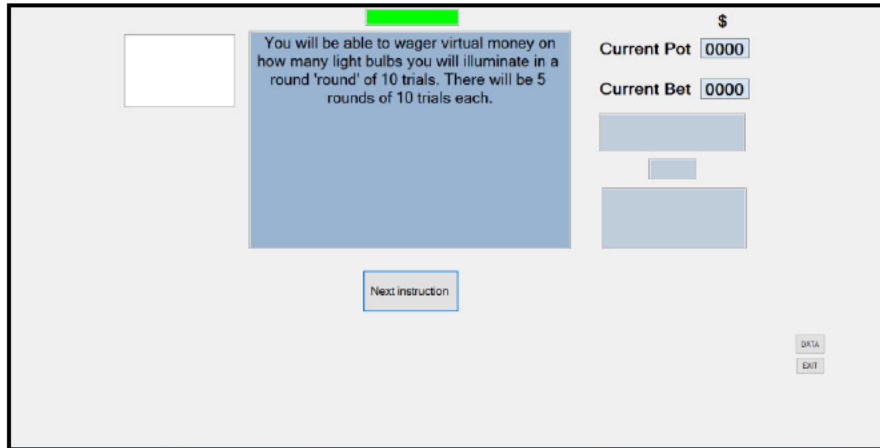 You will be able to wager virtual money on
how many light bulbs you will illuminate in a
round 'round' of 10 trials. There will be 5
rounds of 10 trials each.
$
Current Pot 0000
Current Bet 0000
Next instruction
DATA
EXIT